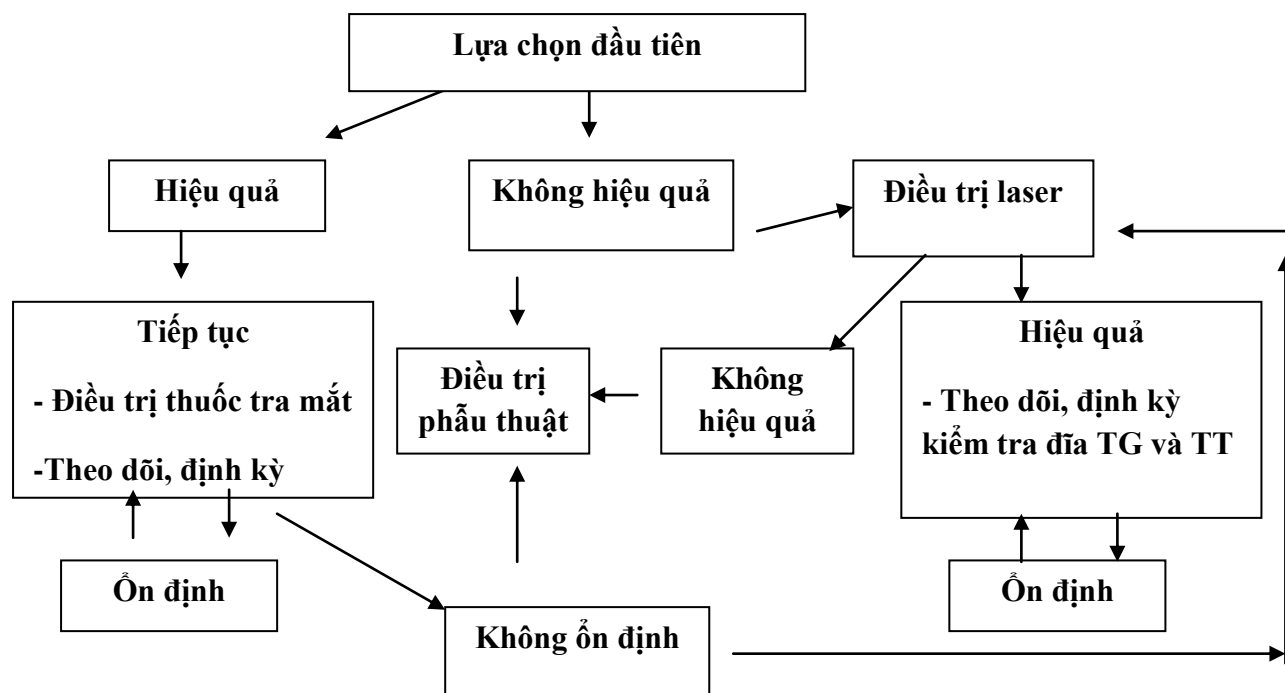 Lựa chọn đầu tiên
Hiệu quả
Không hiệu quả
Điều trị laser
Tiếp tục
- Điều trị thuốc tra mắt
-Theo dõi, định kỳ
Điều trị
phẫu thuật
Không
hiệu quả
Hiệu quả
- Theo dõi, định kỳ
kiểm tra đĩa TG và TT
Ổn định
Không ổn định
Ổn định